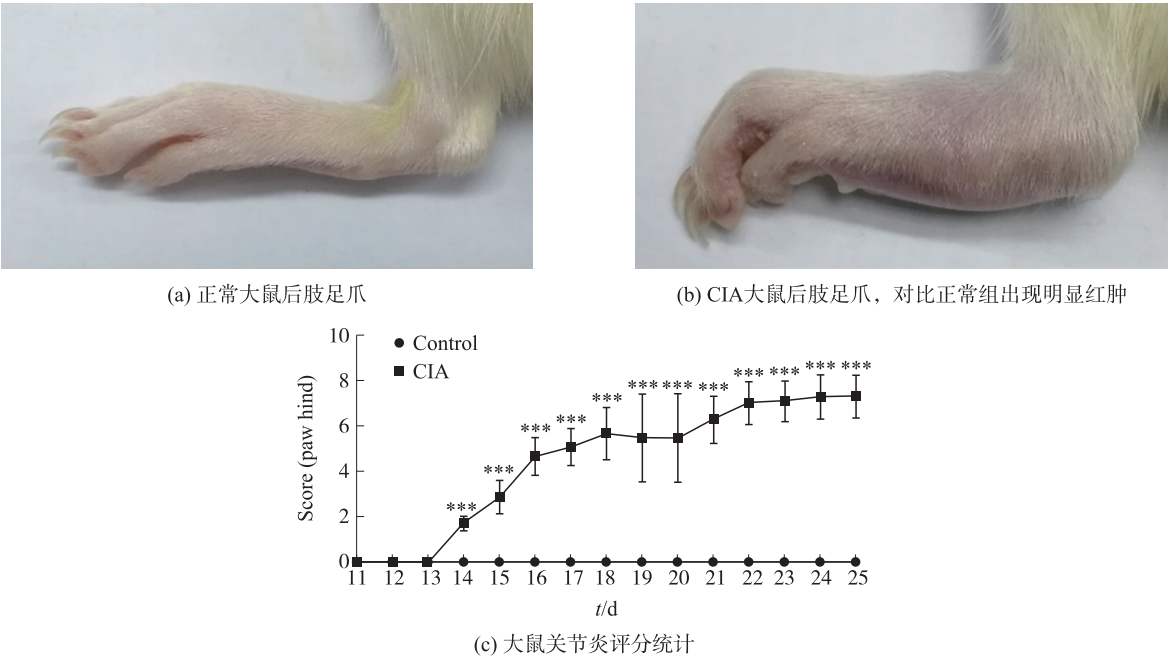 (a) 正常大鼠后肢足爪
(b) CIA大鼠后肢足爪，对比正常组出现明显红肿
10
Control
CIA
8
6
4
2
0
Score (paw hind)
*** *** *** *** *** *** *** *** *** *** *** ***
11 12 13 14 15 16 17 18 19 20 21 22 23 24 25
t/d
(c) 大鼠关节炎评分统计